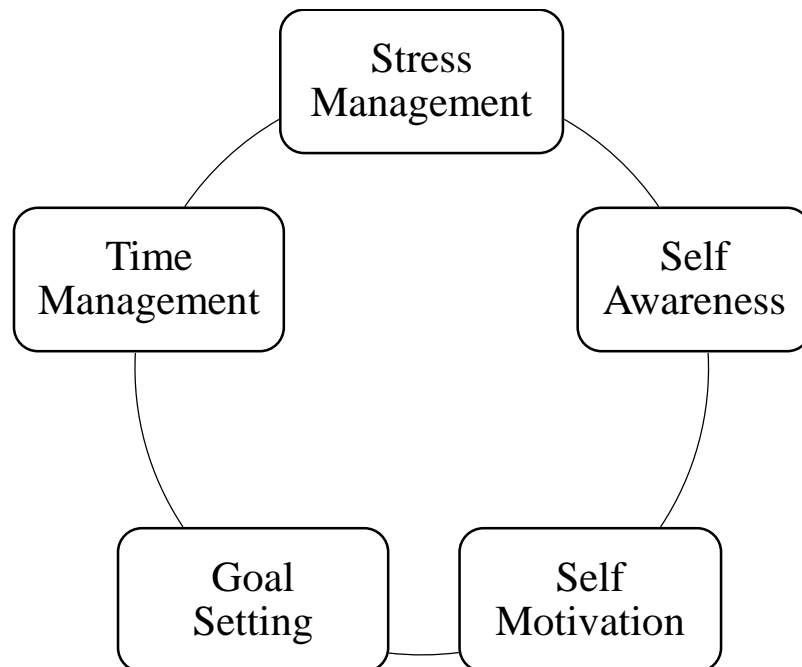 Stress
Management
Time
Management
Self
Awareness
Goal
Setting
Self
Motivation